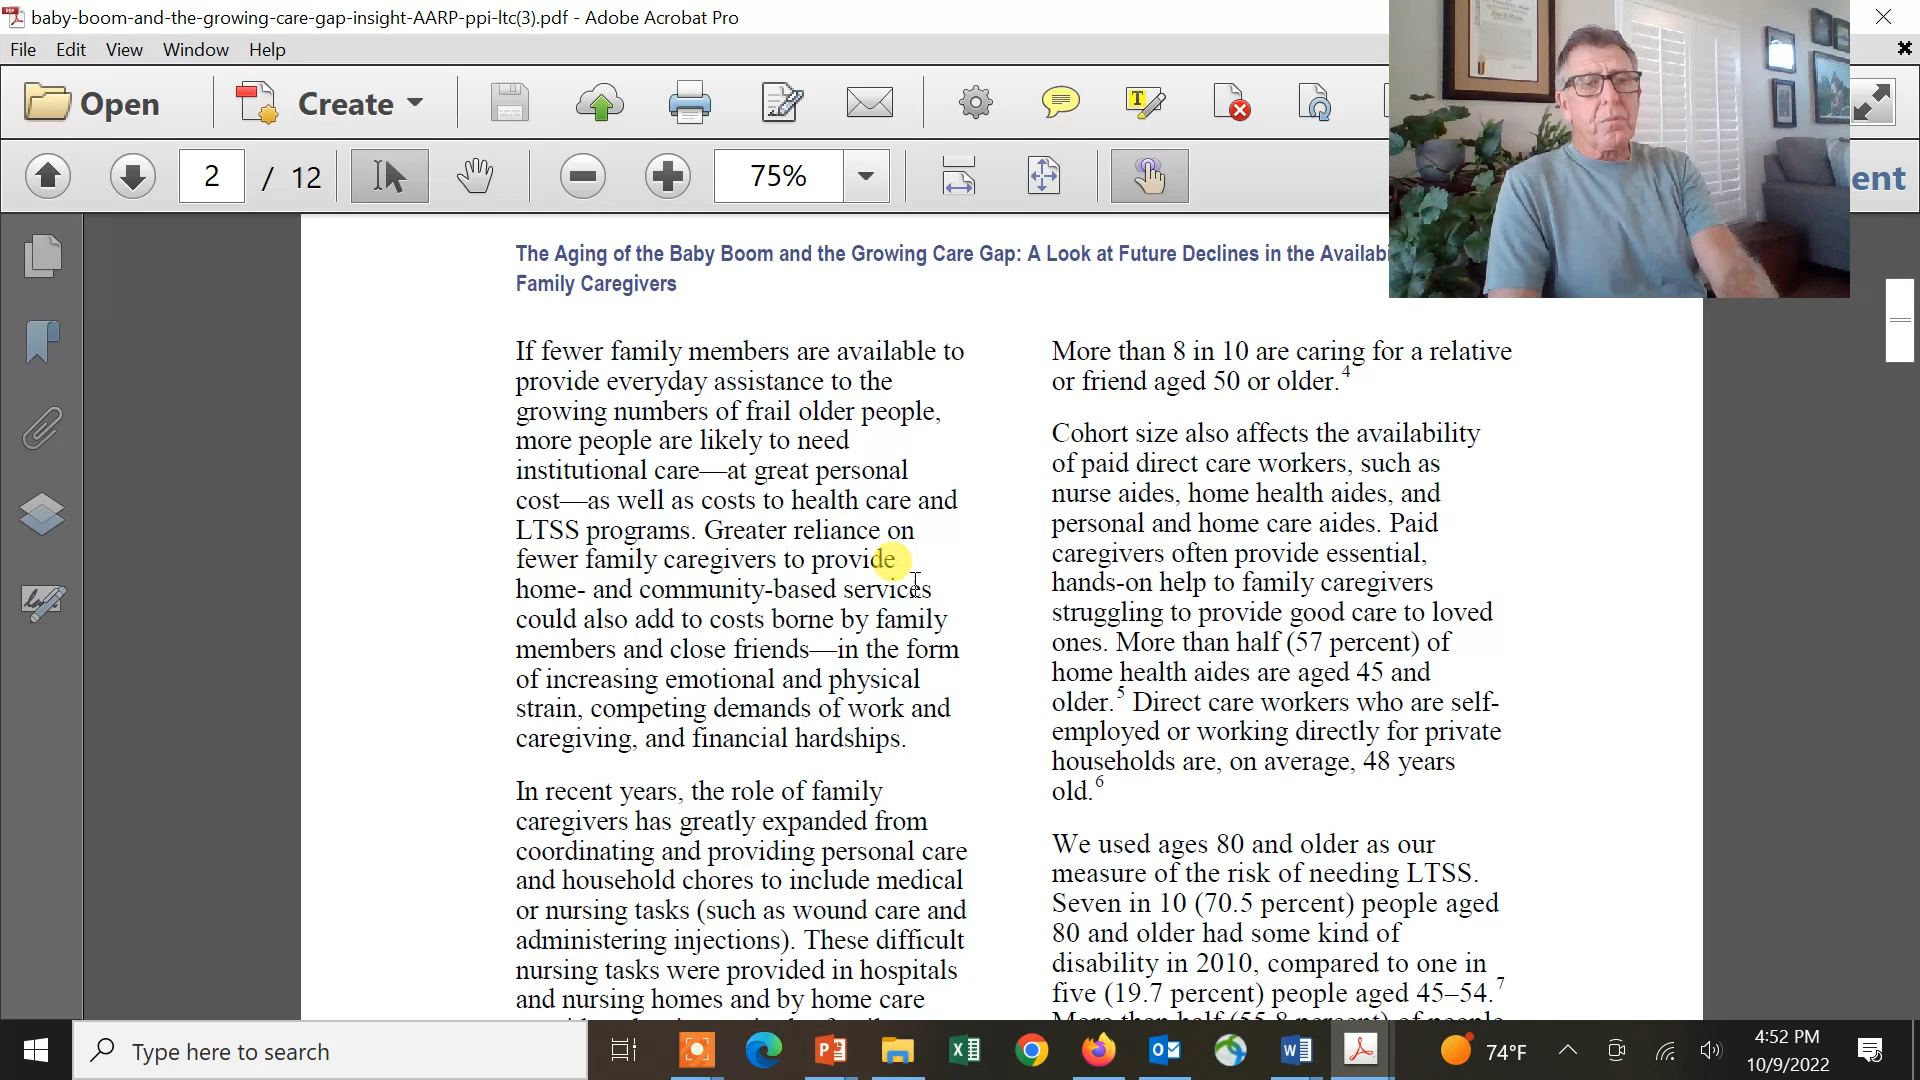 baby-boom-and-the-growing-care-gap-insight-AARP-ppi-ltc(3).pdf - Adobe Acrobat Pro
File Edit View Window Help
Open Create
2 / 12 75%
ent
The Aging of the Baby Boom and the Growing Care Gap: A Look at Future Declines in the Availabi
Family Caregivers
If fewer family members are available to
provide everyday assistance to the
growing numbers of frail older people,
more people are likely to need
institutional care—at great personal
cost—as well as costs to health care and
LTSS programs. Greater reliance on
fewer family caregivers to provide
home- and community-based services
could also add to costs borne by family
members and close friends—in the form
of increasing emotional and physical
strain, competing demands of work and
caregiving, and financial hardships.
In recent years, the role of family
caregivers has greatly expanded from
coordinating and providing personal care
and household chores to include medical
or nursing tasks (such as wound care and
administering injections). These difficult
nursing tasks were provided in hospitals
and nursing homes and by home care
More than 8 in 10 are caring for a relative
or friend aged 50 or older.4
Cohort size also affects the availability
of paid direct care workers, such as
nurse aides, home health aides, and
personal and home care aides. Paid
caregivers often provide essential,
hands-on help to family caregivers
struggling to provide good care to loved
ones. More than half (57 percent) of
home health aides are aged 45 and
older.5 Direct care workers who are self-
employed or working directly for private
households are, on average, 48 years
old.6
We used ages 80 and older as our
measure of the risk of needing LTSS.
Seven in 10 (70.5 percent) people aged
80 and older had some kind of
disability in 2010, compared to one in
five (19.7 percent) people aged 45–54.7
More than half (55.8 percent) of people
Type here to search
74°F
4:52 PM
10/9/2022